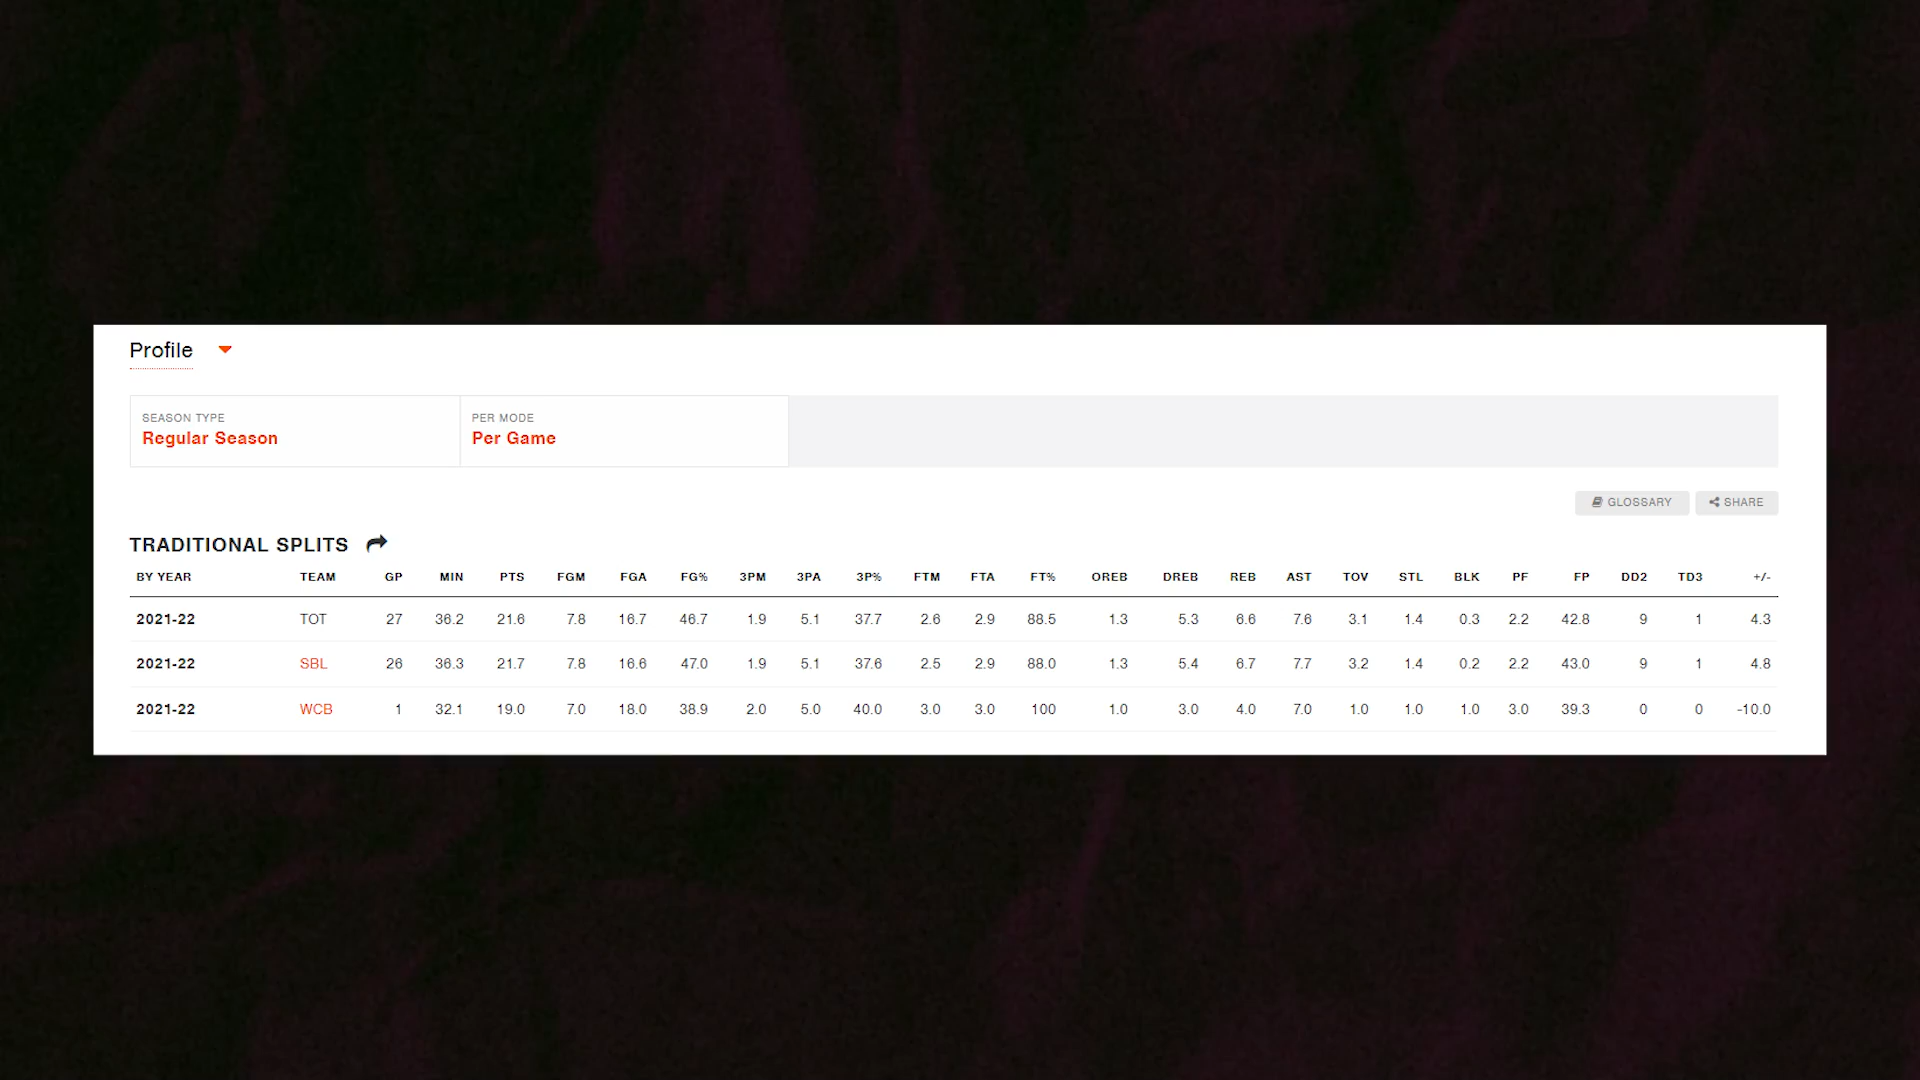 Profile
SEASON TYPE PER MODE
Regular Season Per Game
GLOSSARY SHARE
TRADITIONAL SPLITS
BY YEAR TEAM GP MIN PTS FGM FGA FG% 3PM 3PA 3P% FTM FTA FT% OREB DREB REB AST TOV STL BLK PF FP DD2 TD3 +/-
2021-22 TOT 27 36.2 21.6 7.8 16.7 46.7 1.9 5.1 37.7 2.6 2.9 88.5 1.3 5.3 6.6 7.6 3.1 1.4 0.3 2.2 42.8 9 1 4.3
2021-22 SBL 26 36.3 21.7 7.8 16.6 47.0 1.9 5.1 37.6 2.5 2.9 88.0 1.3 5.4 6.7 7.7 3.2 1.4 0.2 2.2 43.0 9 1 4.8
2021-22 WCB 1 32.1 19.0 7.0 18.0 38.9 2.0 5.0 40.0 3.0 3.0 100 1.0 3.0 4.0 7.0 1.0 1.0 1.0 3.0 39.3 0 0 -10.0